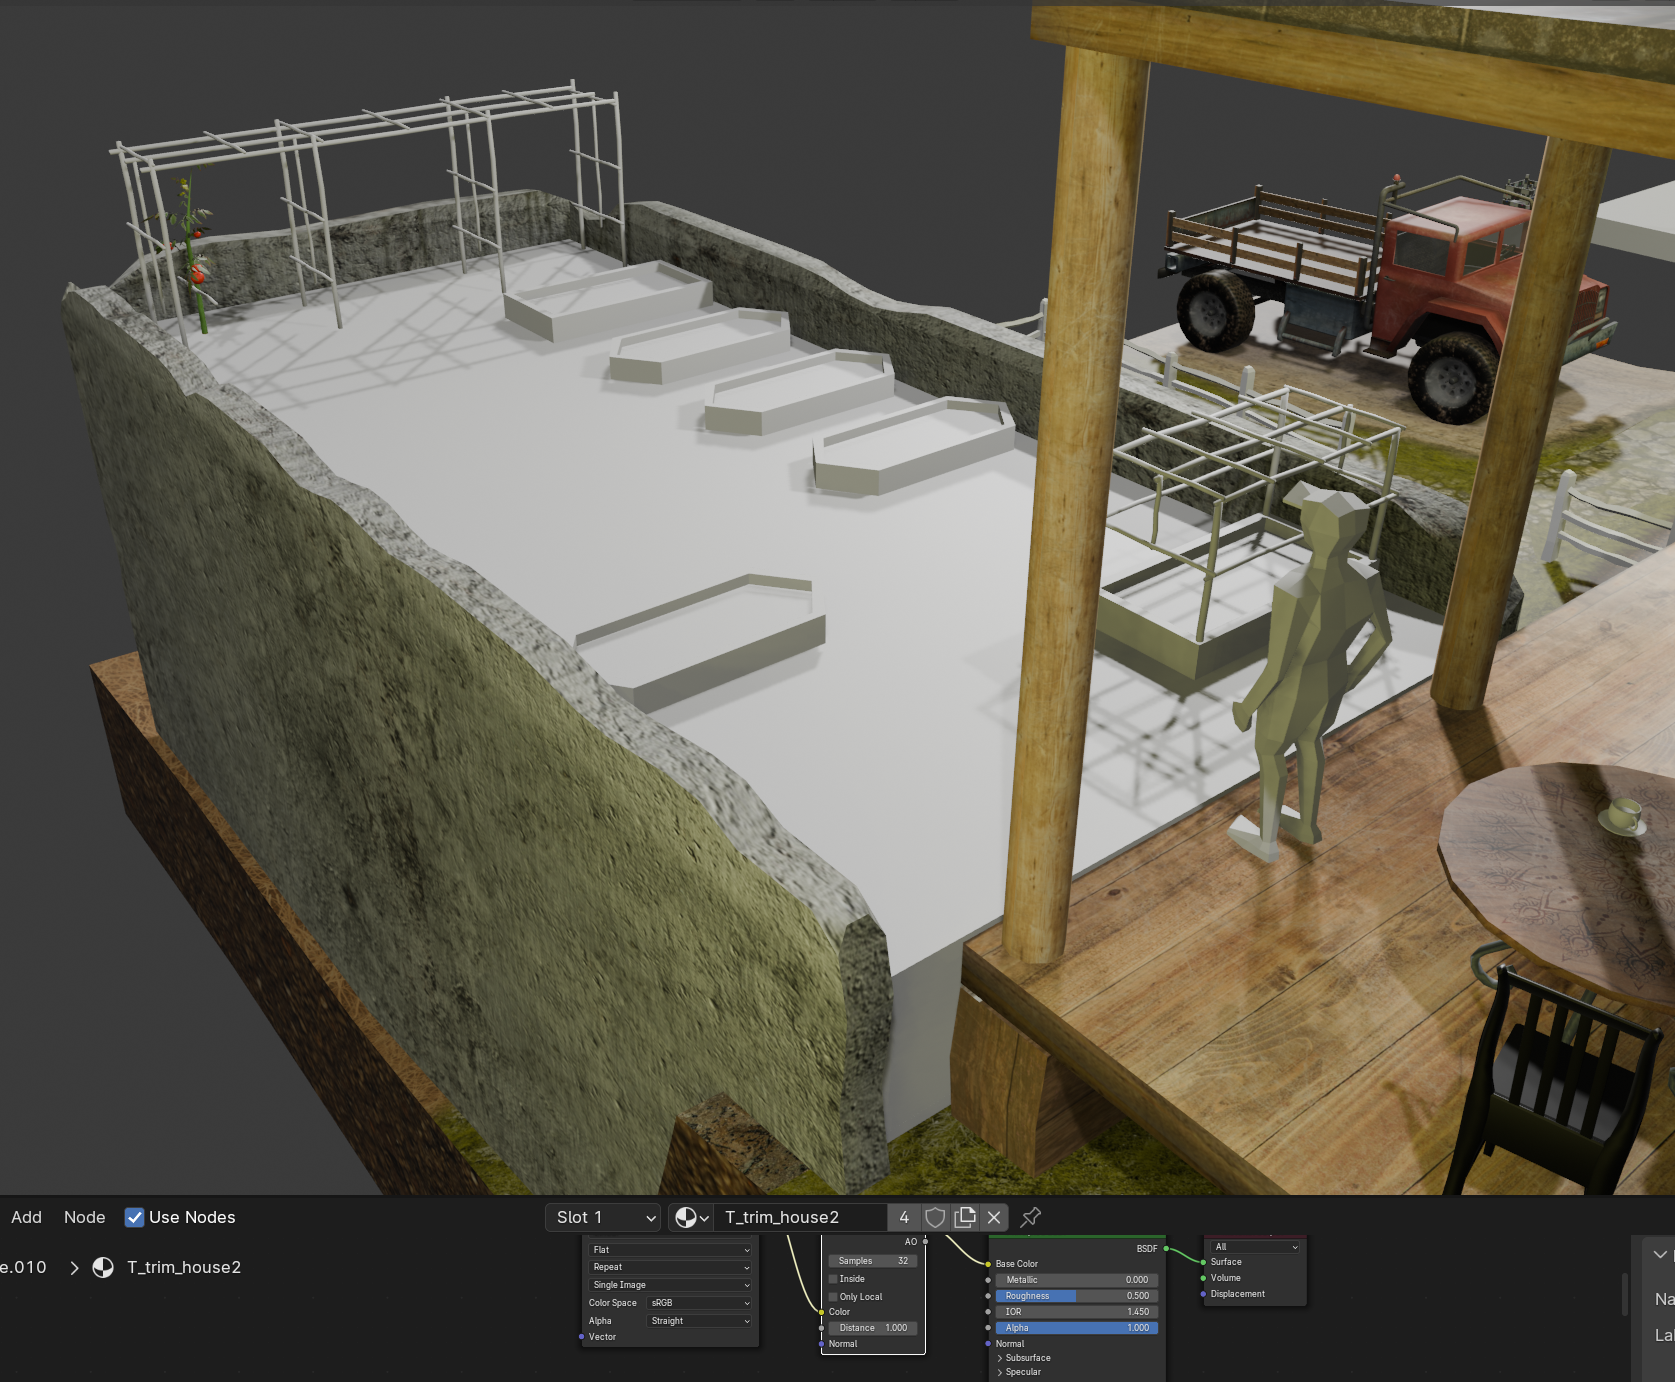 Add Node Use Nodes Slot 1 T_trim_house2 4
e.010 T_trim_house2
Flat
Repeat
Single Image
Color Space sRGB
Alpha Straight
Vector
AO
Samples 32
Inside
Only Local
Color
Distance 1.000
Normal
BSDF
Base Color
Metallic 0.000
Roughness 0.500
IOR 1.450
Alpha 1.000
Normal
Subsurface
Specular
All
Surface
Volume
Displacement
Na
Lal